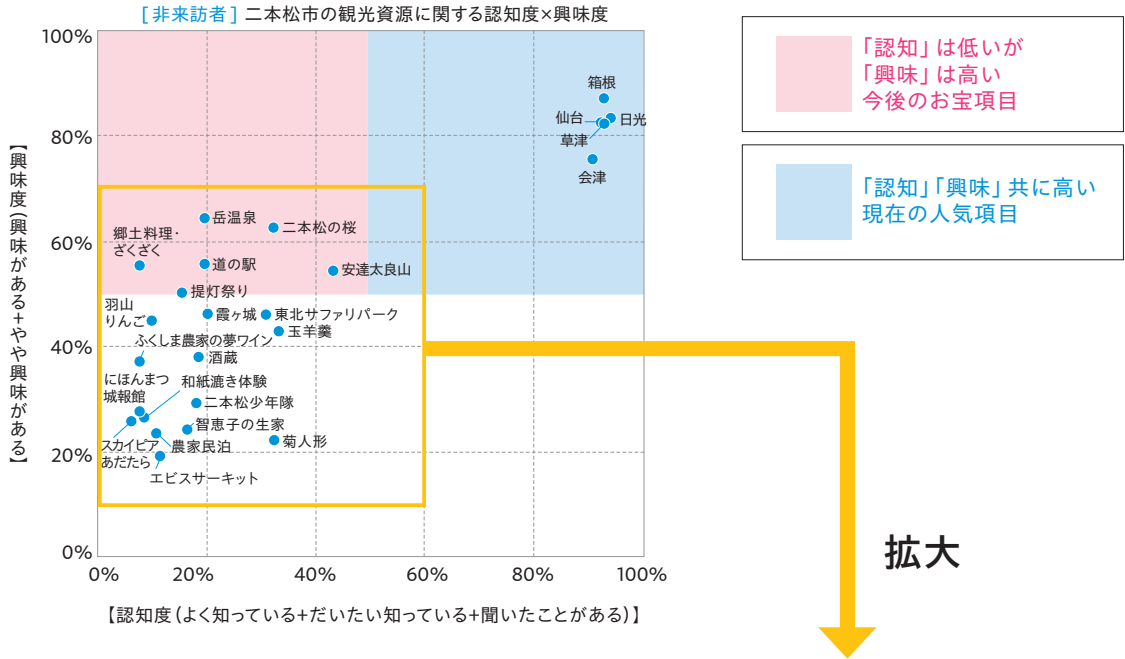 [非来訪者] 二本松市の観光資源に関する認知度×興味度
100%
80%
60%
40%
20%
0%
0%
20%
40%
60%
80%
100%
【興味度(興味がある+やや興味がある)】
【認知度(よく知っている+だいたい知っている+聞いたことがある)】
箱根
仙台
日光
草津
会津
岳温泉
二本松の桜
郷土料理・
ざくざく
道の駅
安達太良山
提灯祭り
羽山
りんご
霞ヶ城
東北サファリパーク
玉羊羹
ふくしま農家の夢ワイン
酒蔵
にほんまつ
城報館
和紙漉き体験
二本松少年隊
智恵子の生家
スカイピア
あだたら
農家民泊
菊人形
エビスサーキット
「認知」は低いが
「興味」は高い
今後のお宝項目
「認知」「興味」共に高い
現在の人気項目
拡大